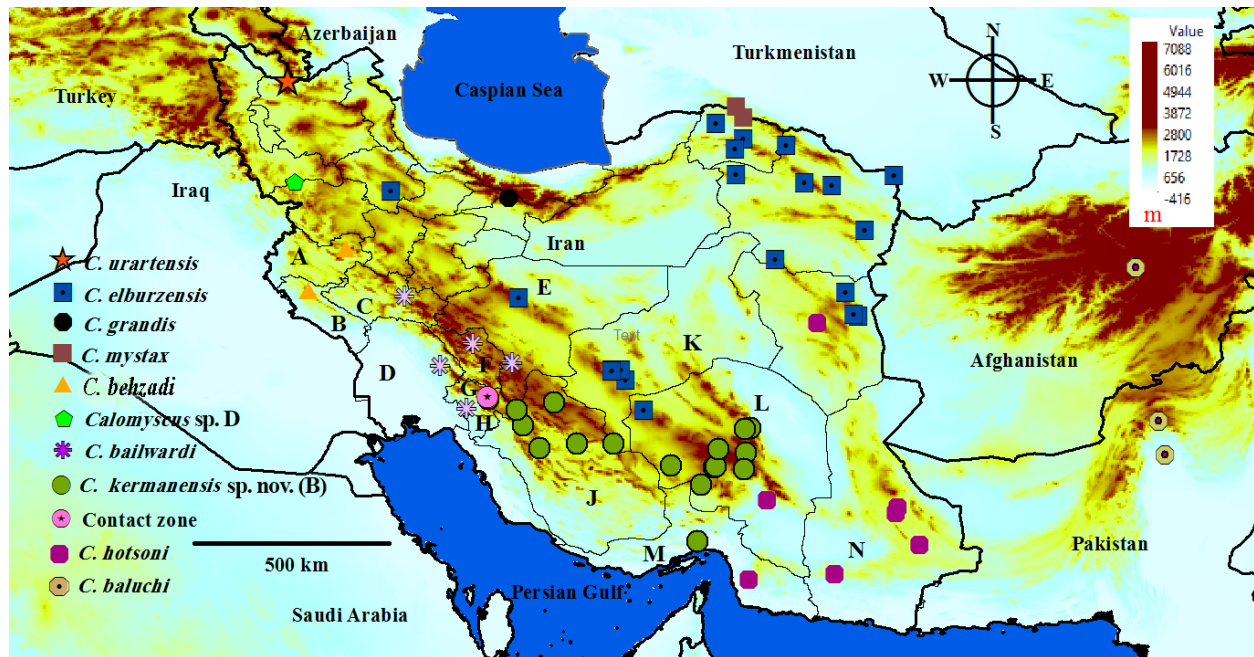 Azerbaijan
Turkmenistan
Value
7088
6016
4944
3872
2800
1728
656
-416
m
N
W
E
S
Turkey
Caspian Sea
Iraq
Iran
A
E
C
B
K
Text
D
F
G
H
L
J
M
N
Afghanistan
Pakistan
C. urartensis
C. elburzensis
C. grandis
C. mystax
C. behzadi
Calomyscus sp. D
C. bailwardi
C. kermanensis sp. nov. (B)
Contact zone
C. hotsoni
C. baluchi
500 km
Persian Gulf
Saudi Arabia